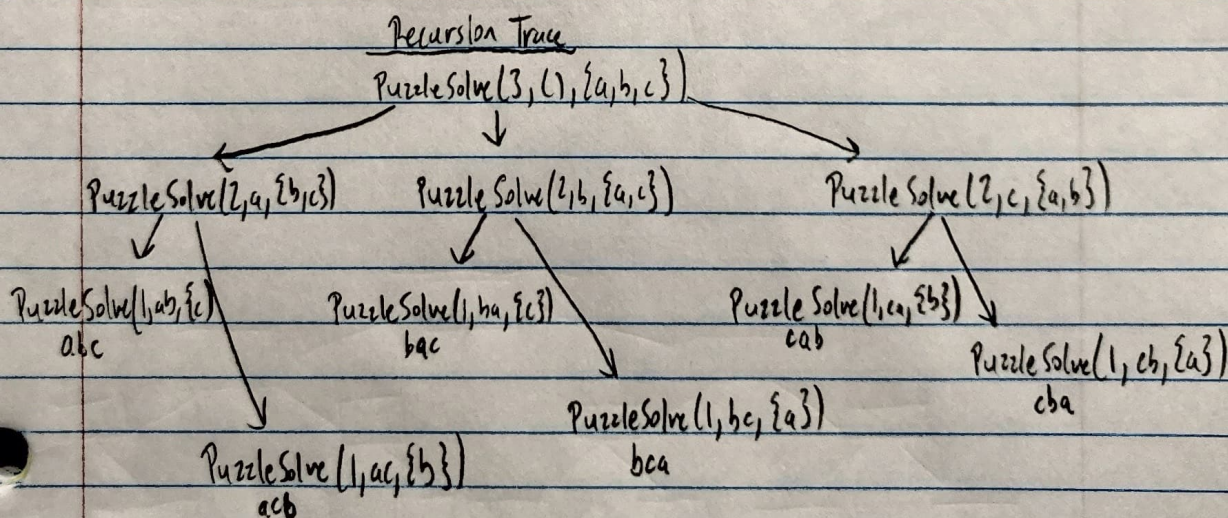 Recursion Trace
PuzzleSolve(3, (), {a,b,c})
PuzzleSolve(2,a,{b,c}) PuzzleSolve(2,b,{a,c}) PuzzleSolve(2,c,{a,b})
PuzzleSolve(1,ab,{c) PuzzleSolve(1,ba,{c}) PuzzleSolve(1,ca,{b})
abc bac cab
PuzzleSolve(1,cb,{a})
cba
PuzzleSolve(1,bc,{a})
bca
PuzzleSolve(1,ac,{b})
acb